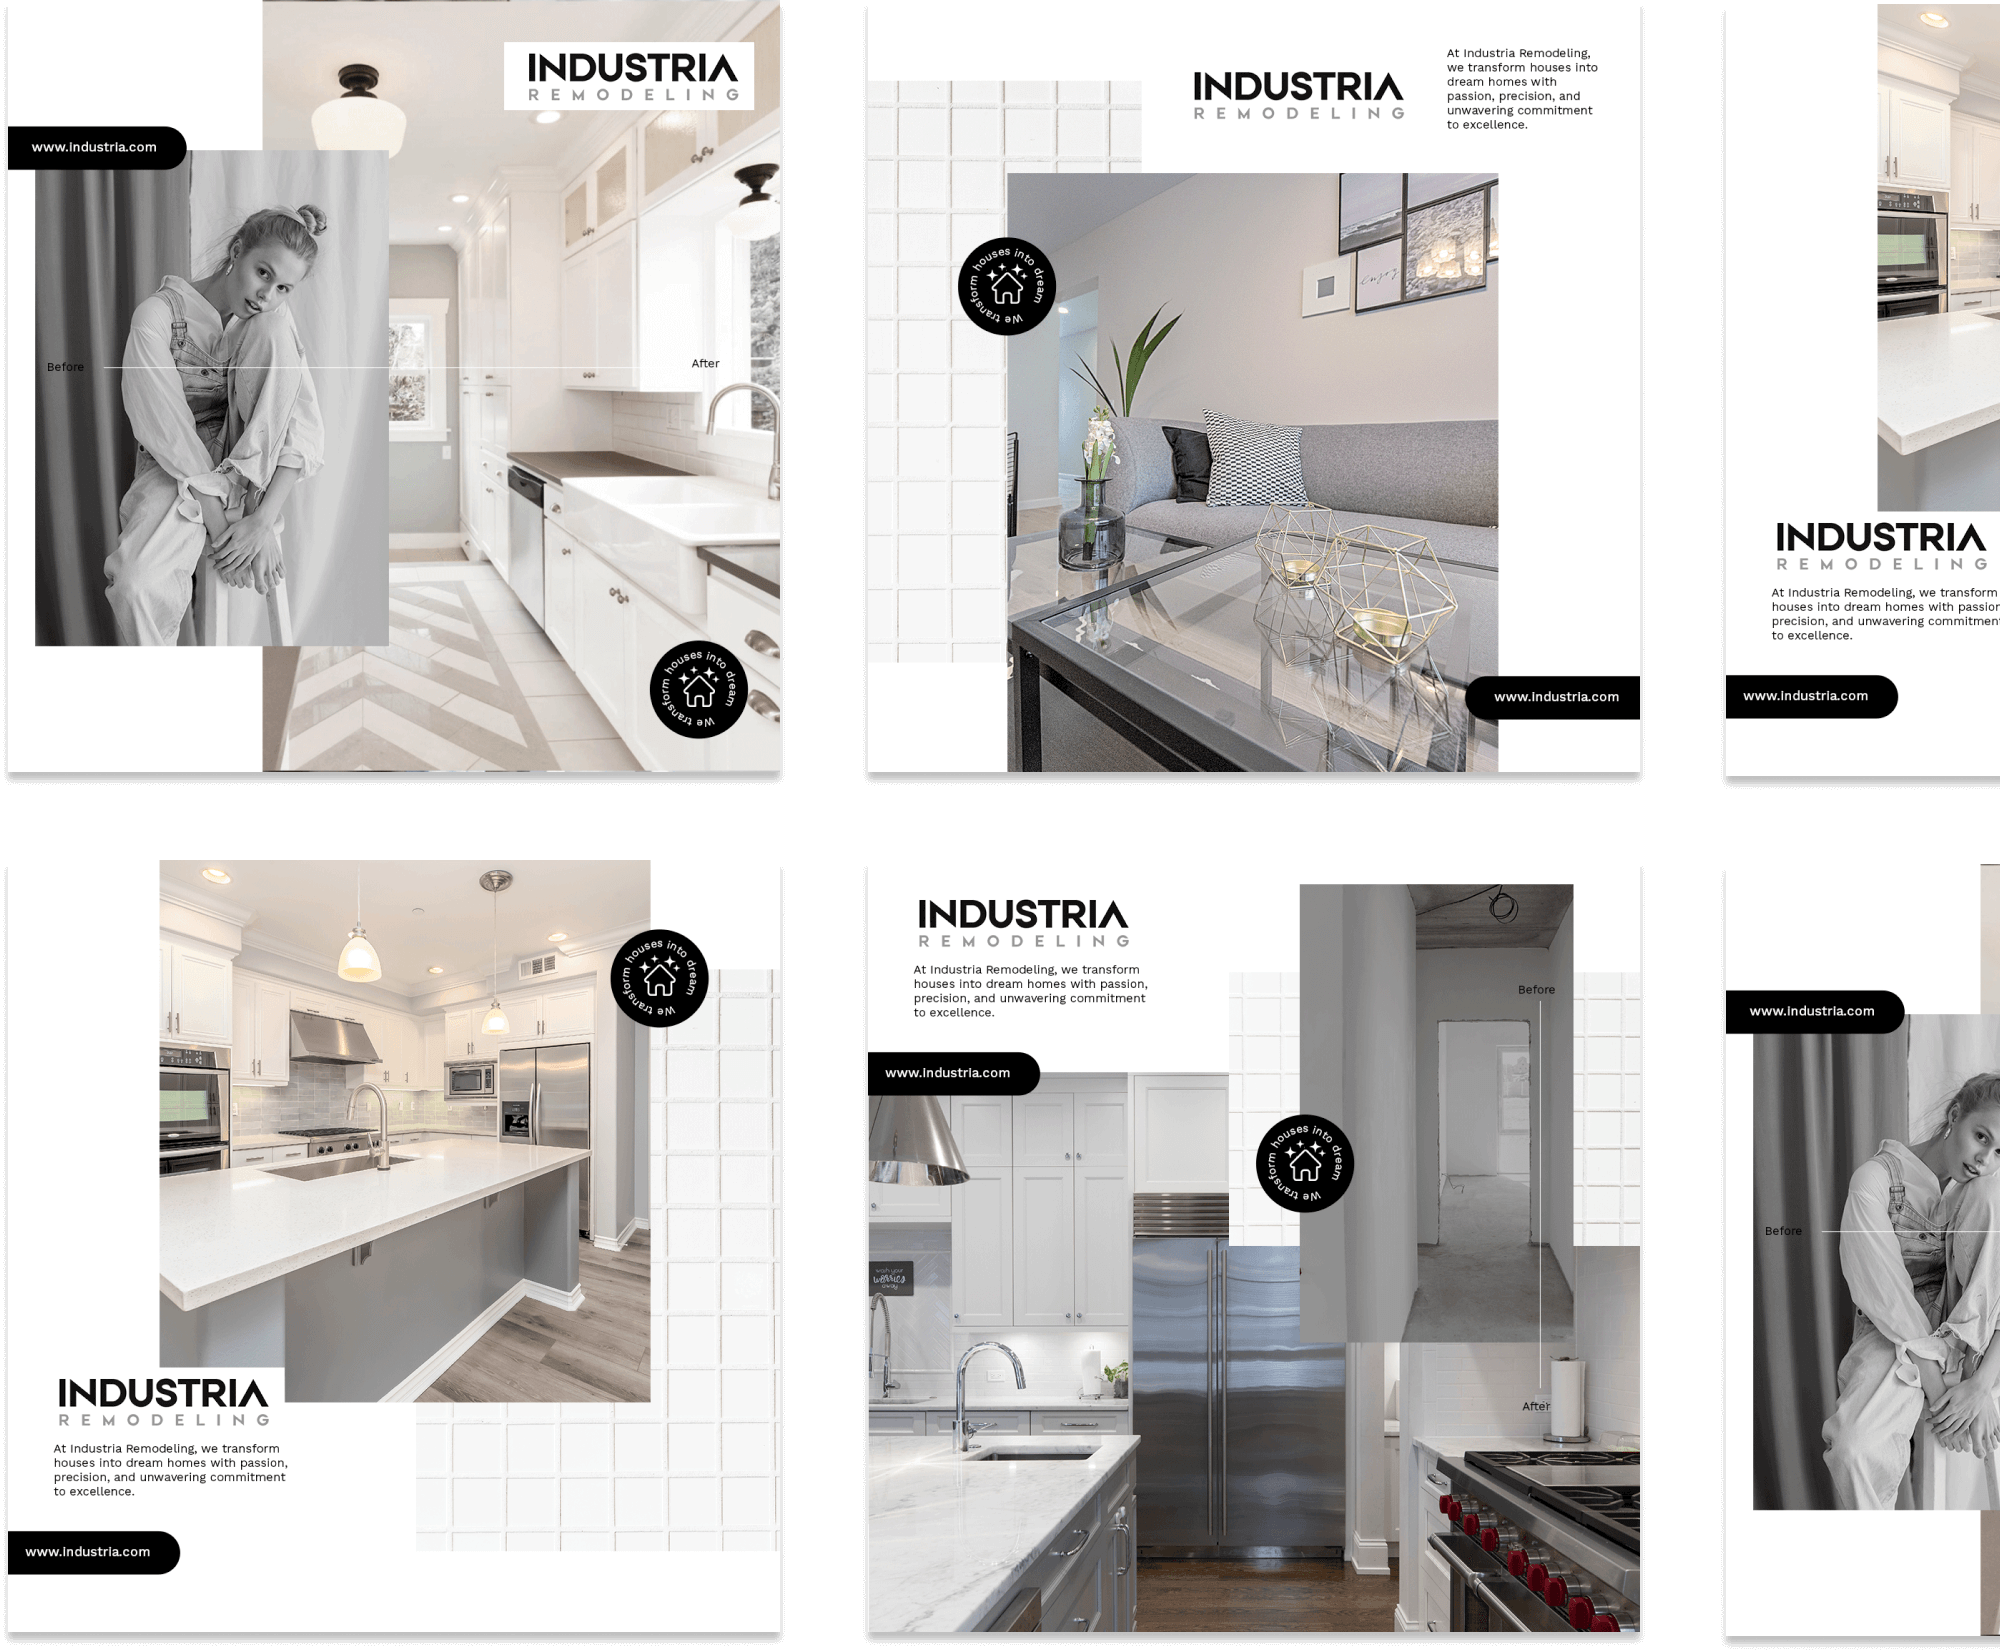 INDUSTRIA
REMODELING
www.industria.com
Before
After
We transform houses into dream
INDUSTRIA
REMODELING
At Industria Remodeling,
we transform houses into
dream homes with
passion, precision, and
unwavering commitment
to excellence.
We transform houses into dream
enjoy
www.industria.com
INDUSTRIA
REMODELING
At Industria Remodeling, we transform
houses into dream homes with passion
precision, and unwavering commitment
to excellence.
www.industria.com
We transform houses into dream
INDUSTRIA
REMODELING
At Industria Remodeling, we transform
houses into dream homes with passion,
precision, and unwavering commitment
to excellence.
www.industria.com
INDUSTRIA
REMODELING
At Industria Remodeling, we transform
houses into dream homes with passion,
precision, and unwavering commitment
to excellence.
www.industria.com
Before
We transform houses into dream
wash your
worries
away
After
www.industria.com
Before